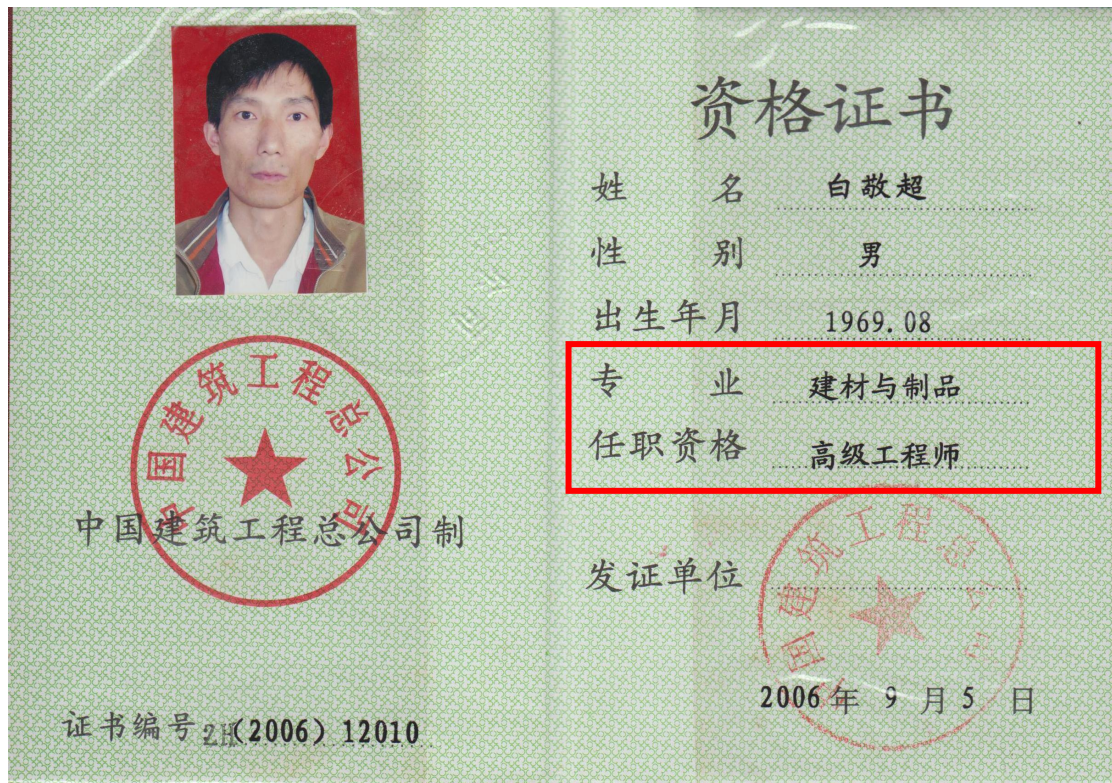 中国建筑工程总公司
中国建筑工程总公司制
证书编号 ZH(2006) 12010
资格证书
姓 名 白敬超
性 别 男
出生年月 1969.08
专 业 建材与制品
任职资格 高级工程师
发证单位
中国建筑工程总公司
2006 年 9 月 5 日